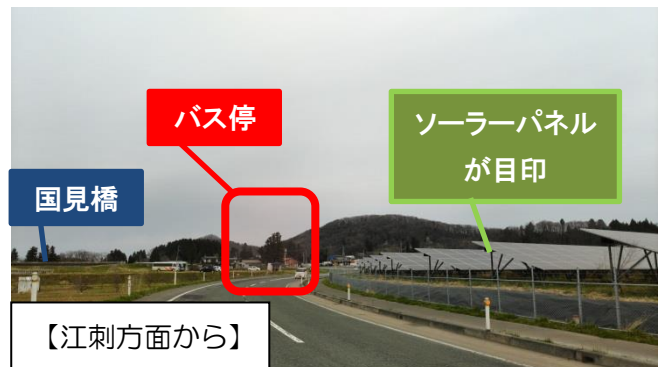 バス停
ソーラーパネル
が目印
国見橋
【江刺方面から】